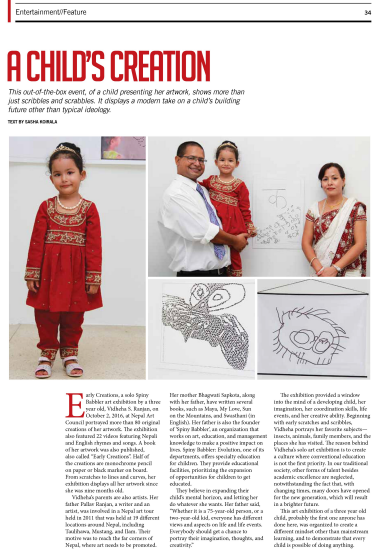 Entertainment//Feature
34
A CHILD'S CREATION
This out-of-the-box event, of a child presenting her artwork, shows more than
just scribbles and scrabbles. It displays a modern take on a child's building
future other than typical ideology.
TEXT BY SASHA KOIRALA
Early Creations, a solo Spiny
Babbler art exhibition by a three
year old, Vidheha S. Ranjan, on
October 2, 2016, at Nepal Art
Council portrayed more than 80 original
creations of her artwork. The exhibition
also featured 22 videos featuring Nepali
and English rhymes and songs. A book
of her artwork was also published,
also called "Early Creations". Half of
the creations are monochrome pencil
on paper or black marker on board.
From scratches to lines and curves, her
exhibition displays all her artwork since
she was nine months old.
Vidheha's parents are also artists. Her
father Pallav Ranjan, a writer and an
artist, was involved in a Nepal art tour
held in 2011 that was held at 19 different
locations around Nepal, including
Taulihawa, Mustang, and Ilam. Their
motive was to reach the far corners of
Nepal, where art needs to be promoted.
Her mother Bhagwati Sapkota, along
with her father, have written several
books, such as Maya, My Love, Sun
on the Mountains, and Swasthani (in
English). Her father is also the founder
of 'Spiny Babbler', an organization that
works on art, education, and management
knowledge to make a positive impact on
lives. Spiny Babbler: Evolution, one of its
departments, offers specialty education
for children. They provide educational
facilities, prioritizing the expansion
of opportunities for children to get
educated.
They believe in expanding their
child's mental horizon, and letting her
do whatever she wants. Her father said,
"Whether it is a 75-year-old person, or a
two-year old kid, everyone has different
views and aspects on life and life events.
Everybody should get a chance to
portray their imagination, thoughts, and
creativity."
The exhibition provided a window
into the mind of a developing child, her
imagination, her coordination skills, life
events, and her creative ability. Beginning
with early scratches and scribbles,
Vidheha portrays her favorite subjects—
insects, animals, family members, and the
places she has visited. The reason behind
Vidheha's solo art exhibition is to create
a culture where conventional education
is not the first priority. In our traditional
society, other forms of talent besides
academic excellence are neglected,
notwithstanding the fact that, with
changing times, many doors have opened
for the new generation, which will result
in a brighter future.
This art exhibition of a three year old
child, probably the first one anyone has
done here, was organized to create a
different mindset other than mainstream
learning, and to demonstrate that every
child is possible of doing anything.